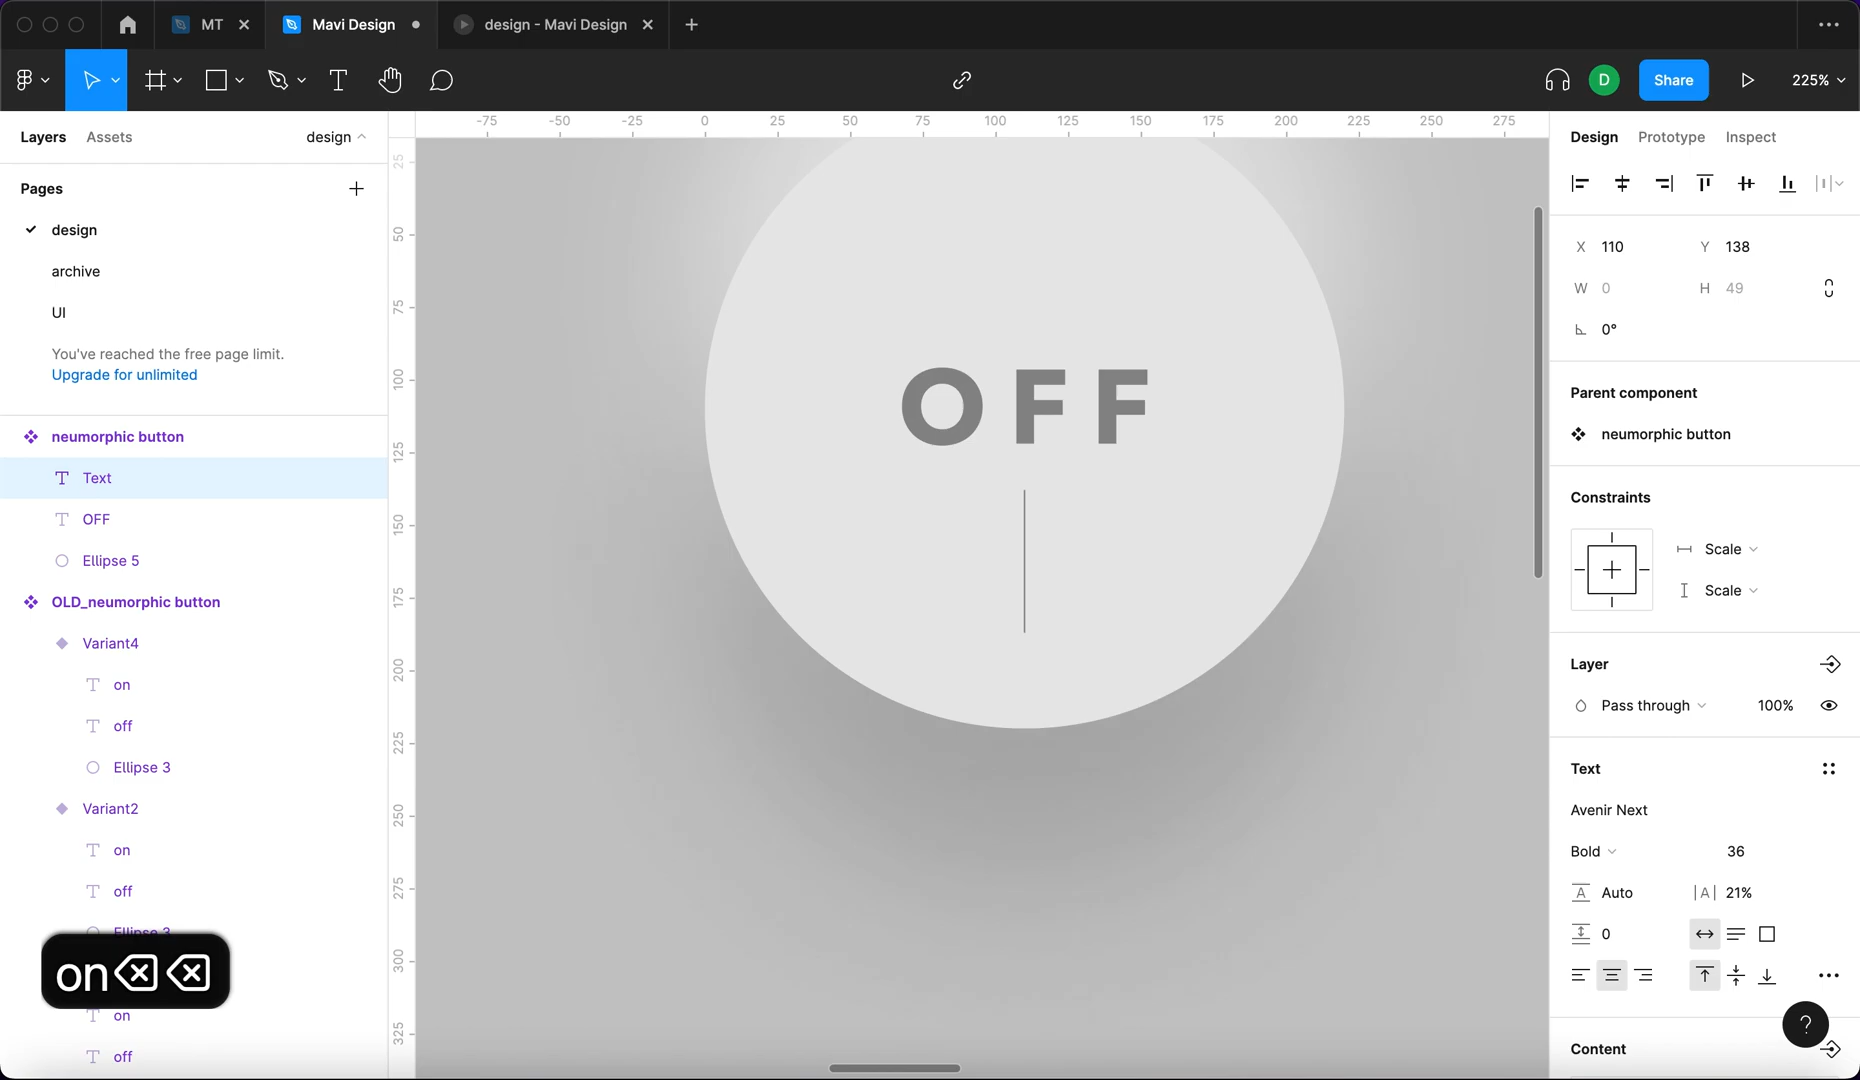 MT
Mavi Design
design - Mavi Design
D
Share
225%
Layers
Assets
design
Pages
design
archive
UI
You've reached the free page limit.
Upgrade for unlimited
neumorphic button
Text
OFF
Ellipse 5
OLD_neumorphic button
Variant4
on
off
Ellipse 3
Variant2
on
off
Ellipse 3
on
on
off
-75 -50 -25 0 25 50 75 100 125 150 175 200 225 250 275
25
50
75
100
125
150
175
200
225
250
275
300
325
OFF
Design
Prototype
Inspect
X 110 Y 138
W 0 H 49
0°
Parent component
neumorphic button
Constraints
Scale
Scale
Layer
Pass through 100%
Text
Avenir Next
Bold 36
A Auto |A| 21%
0
?
Content